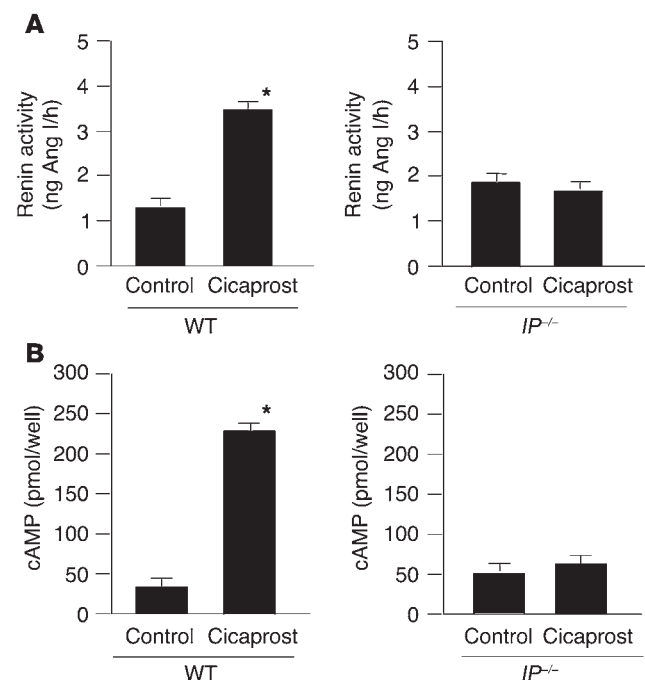 A
Renin activity
(ng Ang I/h)
5
4
3
2
1
0
*
Control Cicaprost
WT
Renin activity
(ng Ang I/h)
5
4
3
2
1
0
Control Cicaprost
IP–/–
B
cAMP (pmol/well)
300
250
200
150
100
50
0
*
Control Cicaprost
WT
cAMP (pmol/well)
300
250
200
150
100
50
0
Control Cicaprost
IP–/–